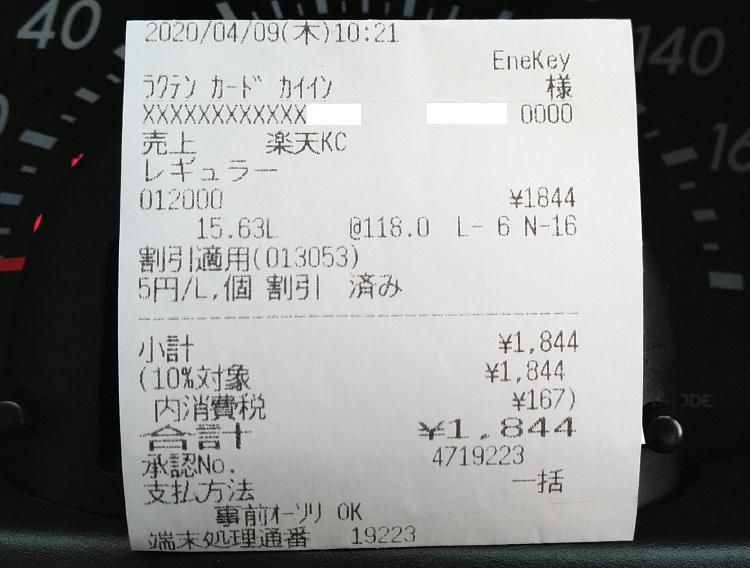 40
140
16
2020/04/09(木)10:21
EneKey
ﾗｸﾃﾝ ｶｰﾄﾞ ｶｲｲﾝ 様
XXXXXXXXXXXX 0000
売上 楽天KC
レギュラー
012000 ¥1844
15.63L @118.0 L- 6 N-16
割引適用(013053)
5円/L,個 割引 済み
小計 ¥1,844
(10%対象 ¥1,844
内消費税 ¥167)
合計 ¥1,844
承認No. 4719223
支払方法 一括
事前ｵｰｿﾘ OK
端末処理通番 19223